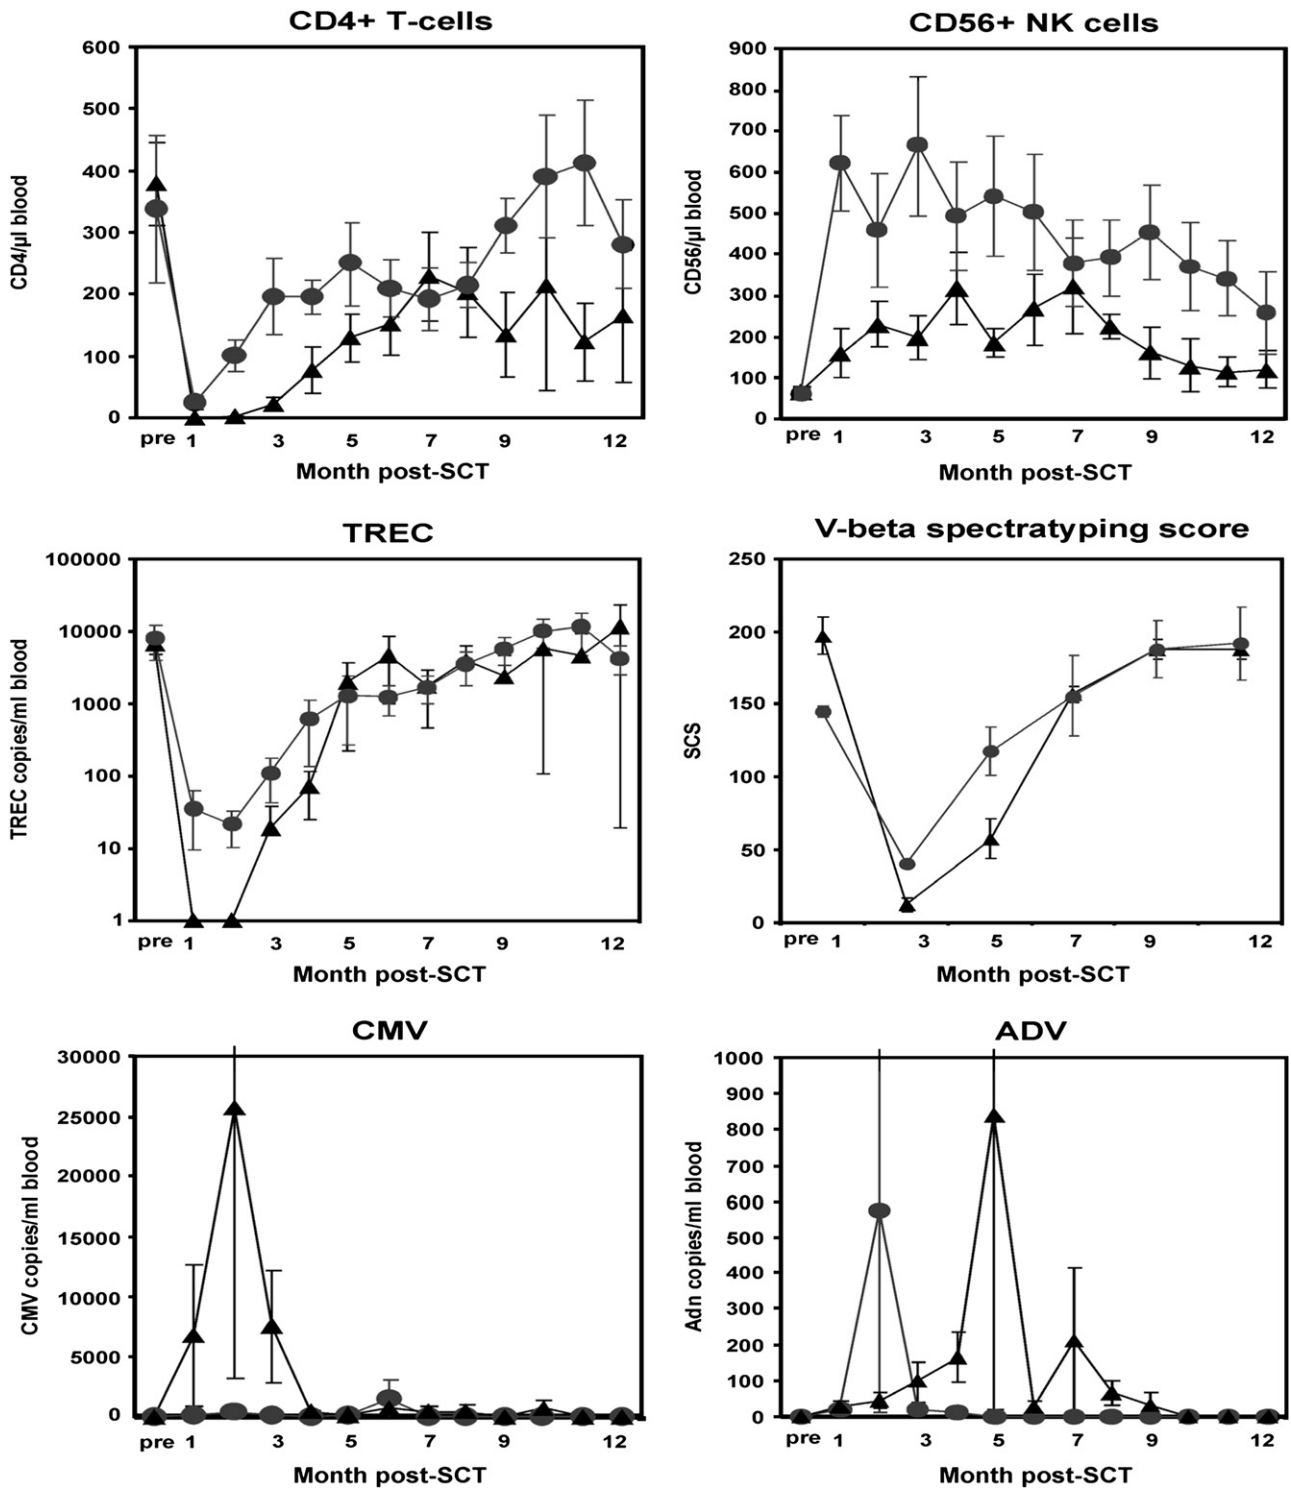 CD4+ T-cells
600
500
400
300
200
100
0
CD4/µl blood
pre 1 3 5 7 9 12
Month post-SCT
CD56+ NK cells
900
800
700
600
500
400
300
200
100
0
CD56/µl blood
pre 1 3 5 7 9 12
Month post-SCT
TREC
100000
10000
1000
100
10
1
TREC copies/ml blood
pre 1 3 5 7 9 12
Month post-SCT
V-beta spectratyping score
250
200
150
100
50
0
SCS
pre 1 3 5 7 9 12
Month post-SCT
CMV
30000
25000
20000
15000
10000
5000
0
CMV copies/ml blood
pre 1 3 5 7 9 12
Month post-SCT
ADV
1000
900
800
700
600
500
400
300
200
100
0
Adn copies/ml blood
pre 1 3 5 7 9 12
Month post-SCT